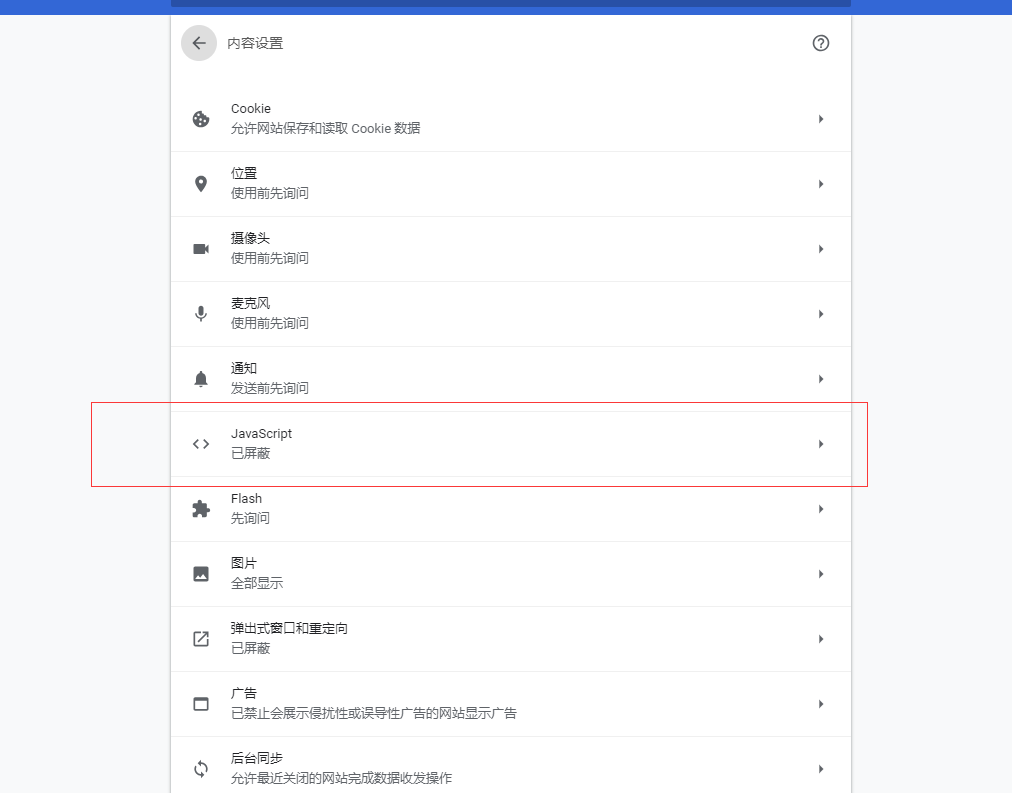 内容设置
Cookie
允许网站保存和读取 Cookie 数据
位置
使用前先询问
摄像头
使用前先询问
麦克风
使用前先询问
通知
发送前先询问
JavaScript
已屏蔽
Flash
先询问
图片
全部显示
弹出式窗口和重定向
已屏蔽
广告
已禁止会展示侵扰性或误导性广告的网站显示广告
后台同步
允许最近关闭的网站完成数据收发操作